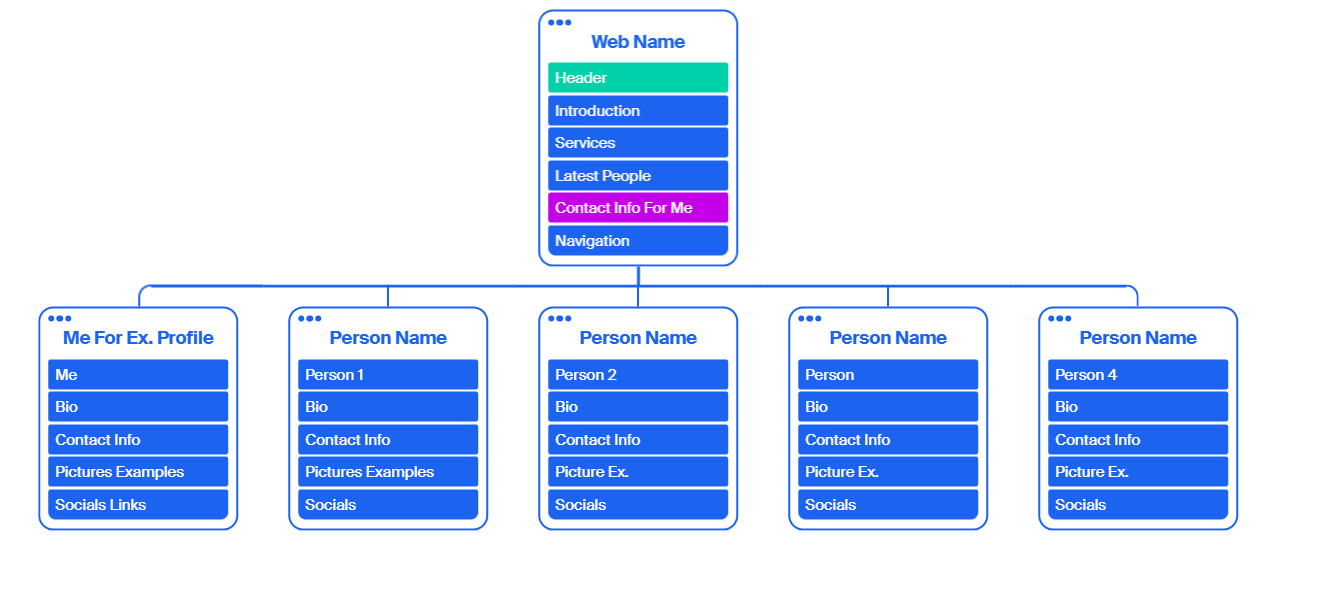 Web Name
Header
Introduction
Services
Latest People
Contact Info For Me
Navigation
Me For Ex. Profile
Me
Bio
Contact Info
Pictures Examples
Socials Links
Person Name
Person 1
Bio
Contact Info
Pictures Examples
Socials
Person Name
Person 2
Bio
Contact Info
Picture Ex.
Socials
Person Name
Person
Bio
Contact Info
Picture Ex.
Socials
Person Name
Person 4
Bio
Contact Info
Picture Ex.
Socials